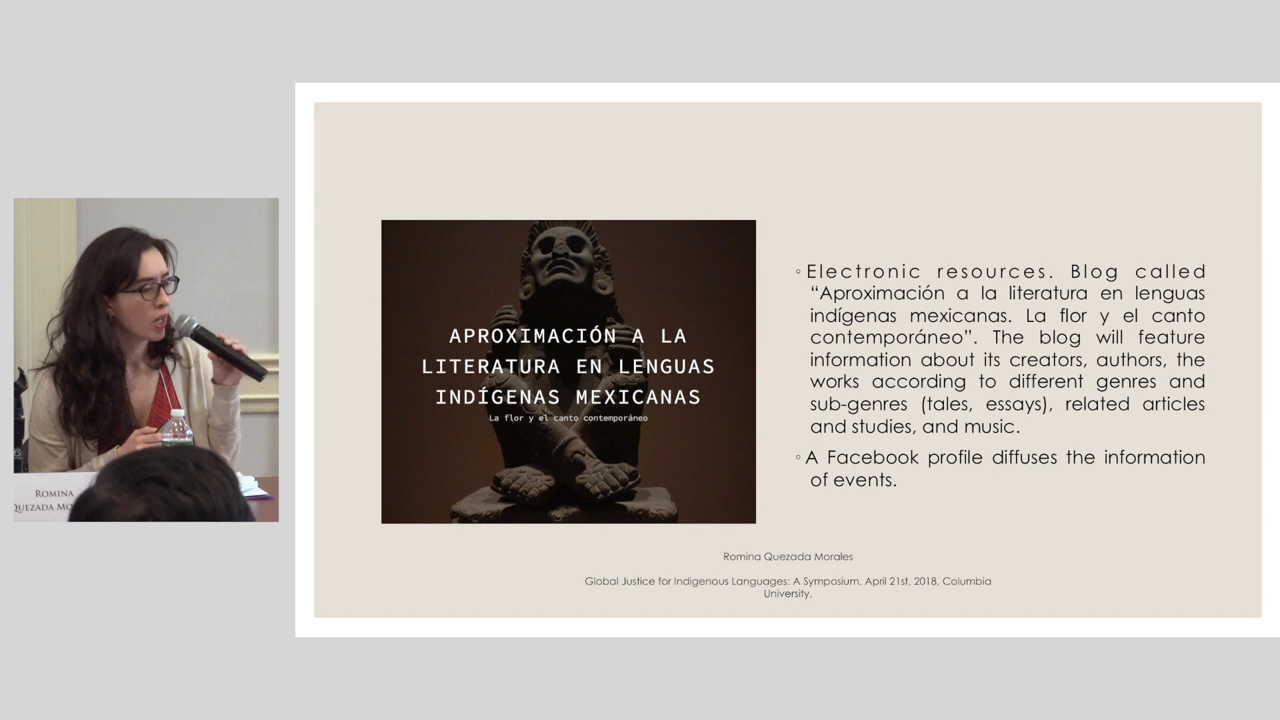 ROMINA
QUEZADA MO
APROXIMACIÓN A LA
LITERATURA EN LENGUAS
INDÍGENAS MEXICANAS
La flor y el canto contemporáneo
◦ Electronic resources. Blog called
“Aproximación a la literatura en lenguas
indígenas mexicanas. La flor y el canto
contemporáneo”. The blog will feature
information about its creators, authors, the
works according to different genres and
sub-genres (tales, essays), related articles
and studies, and music.
◦ A Facebook profile diffuses the information
of events.
Romina Quezada Morales
Global Justice for Indigenous Languages: A Symposium. April 21st, 2018, Columbia
University.